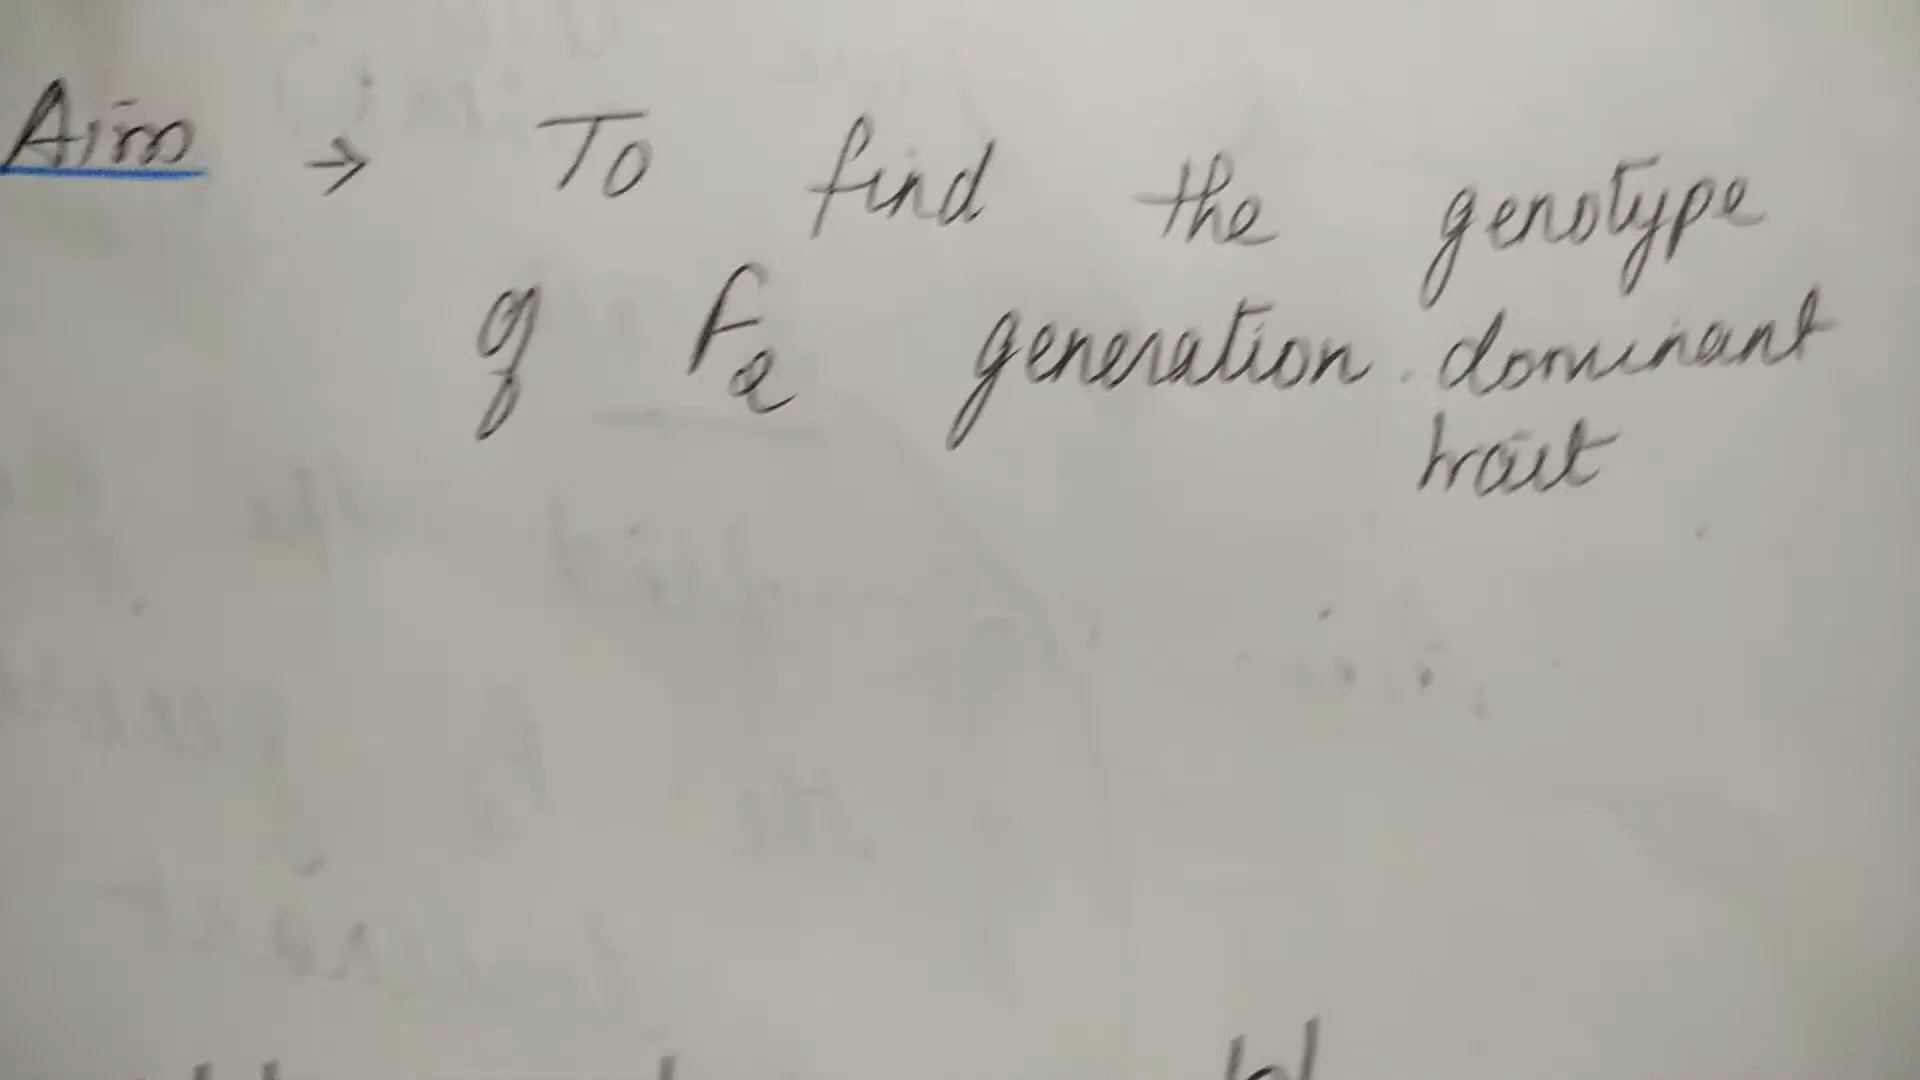 Aim → To find the genotype
of F2 generation dominant
trait